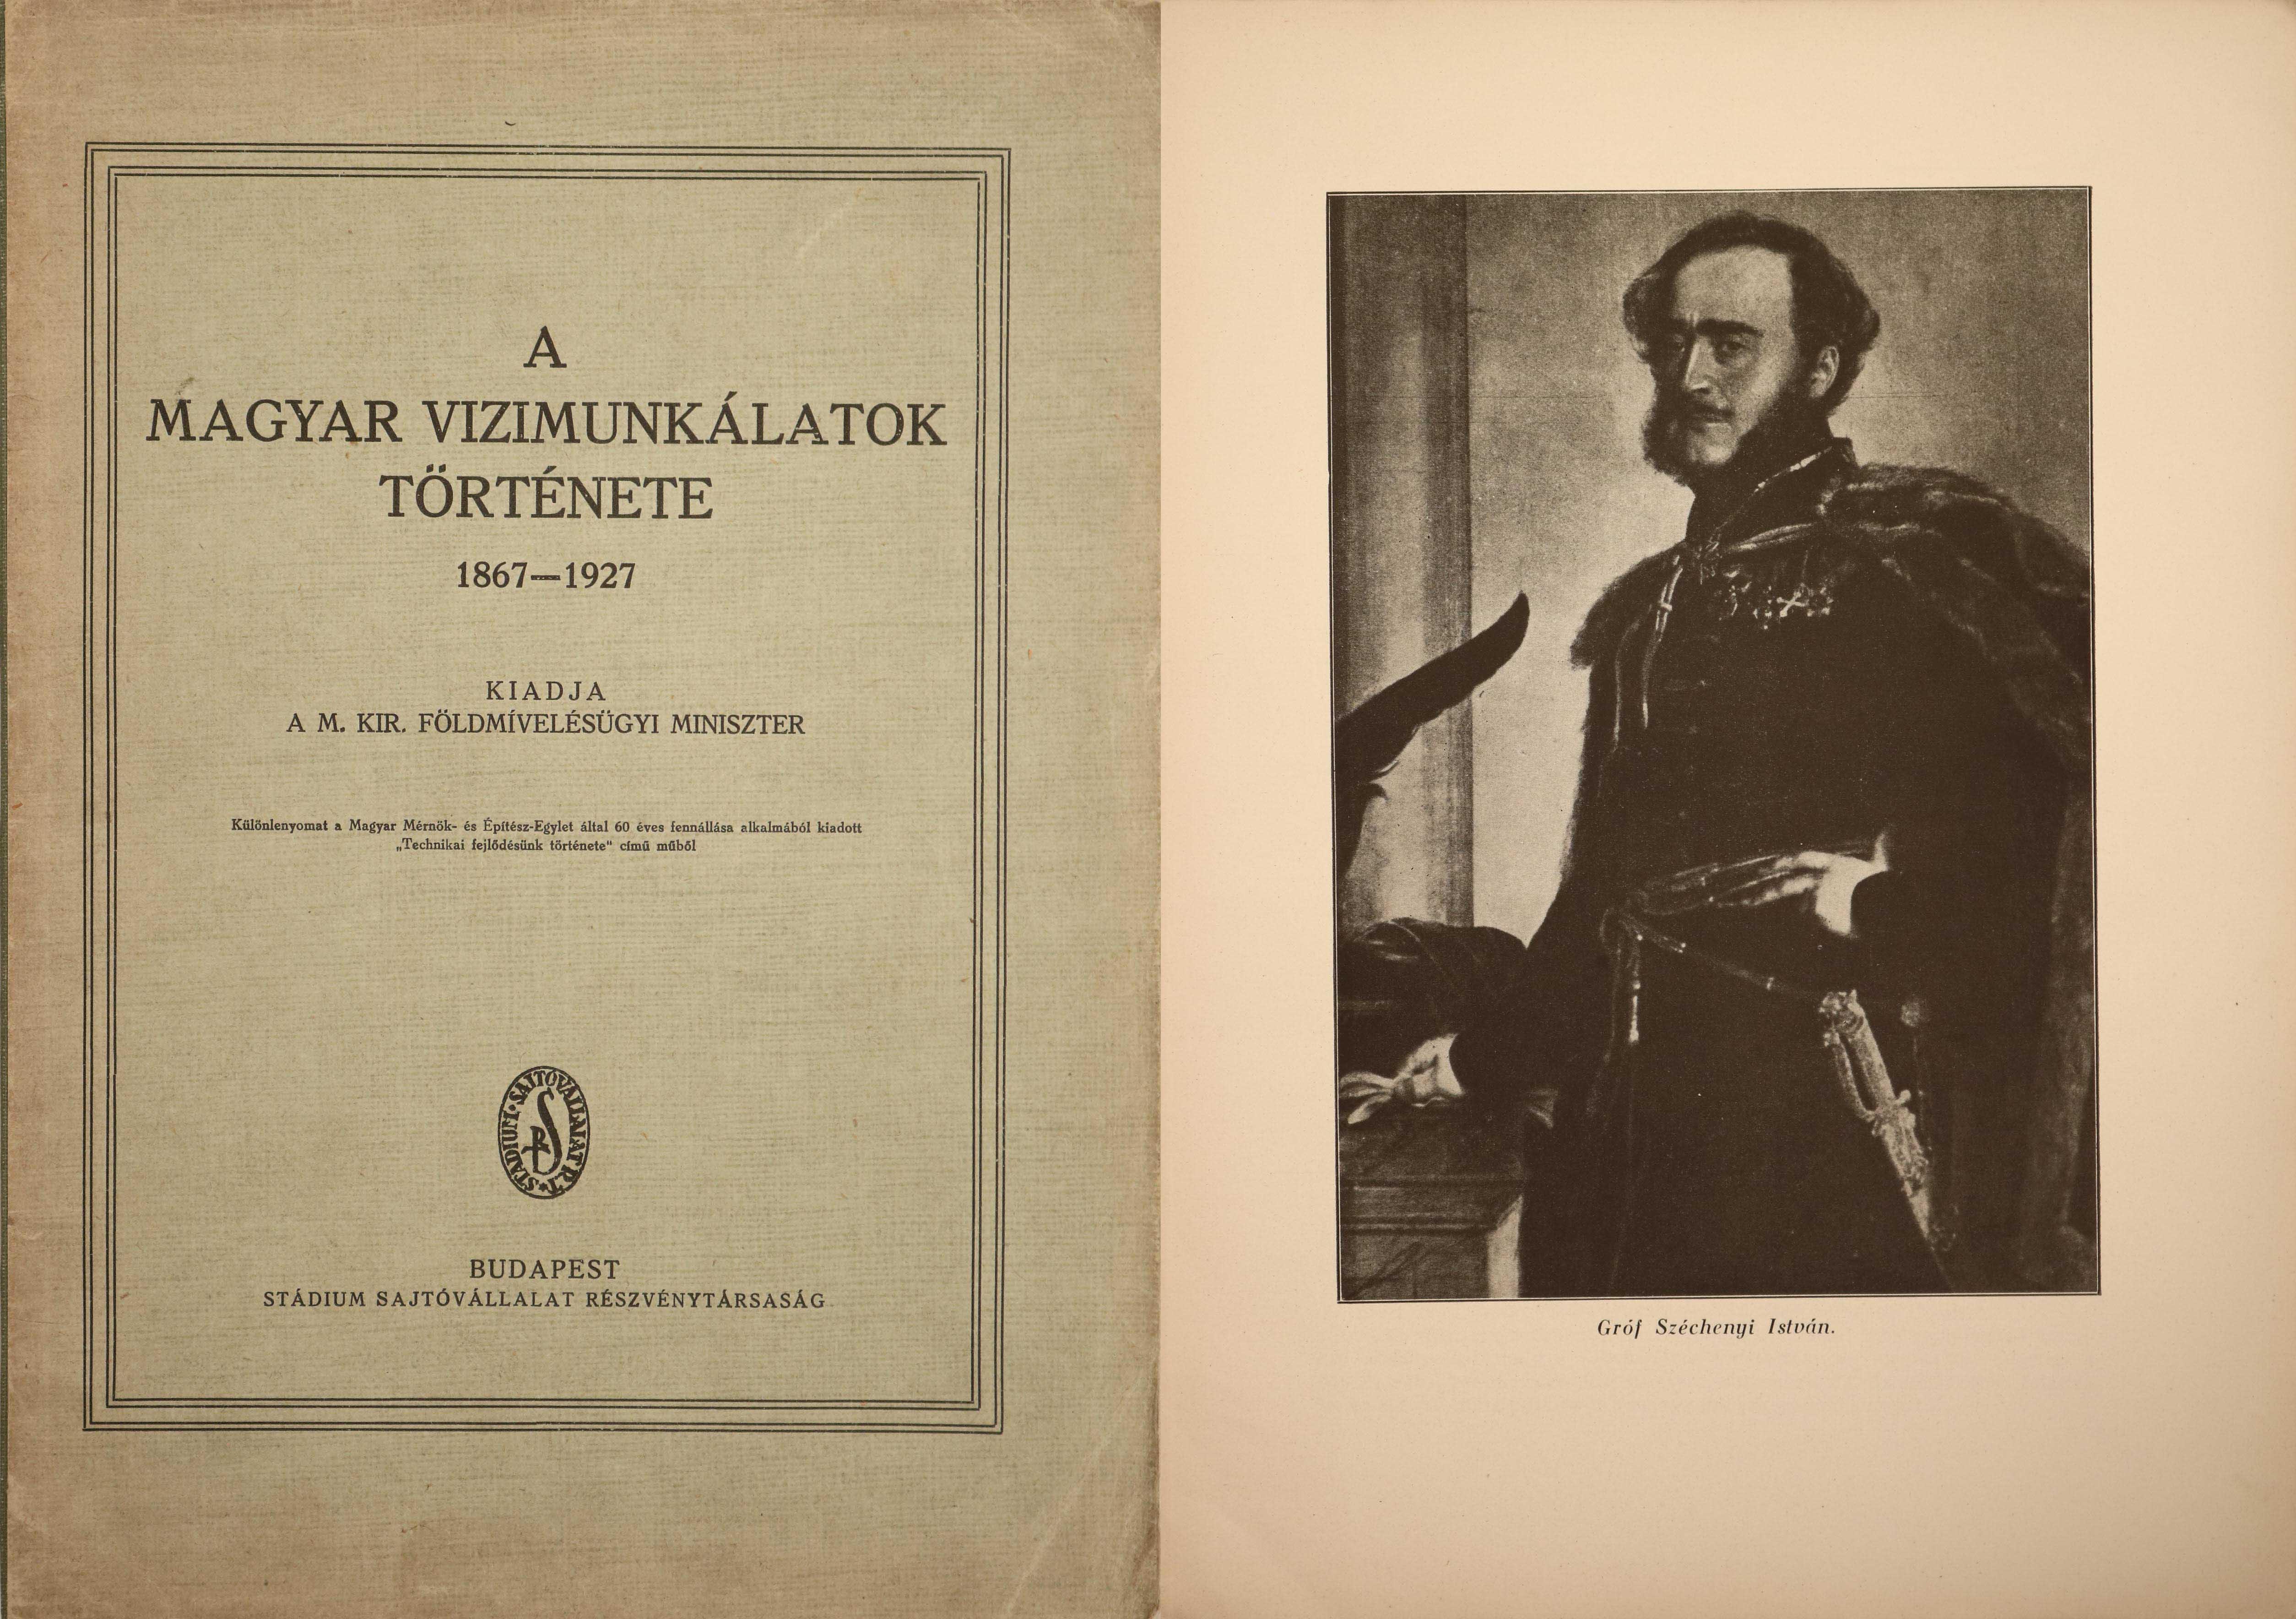 A
MAGYAR VIZIMUNKÁLATOK
TÖRTÉNETE
1867—1927
KIADJA
A M. KIR. FÖLDMÍVELÉSÜGYI MINISZTER
Különlenyomat a Magyar Mérnök- és Építész-Egylet által 60 éves fennállása alkalmából kiadott
„Technikai fejlődésünk története" című műből
STÁDIUM·SAJTÓVÁLLALAT R.T.
BUDAPEST
STÁDIUM SAJTÓVÁLLALAT RÉSZVÉNYTÁRSASÁG
Gróf Széchenyi István.